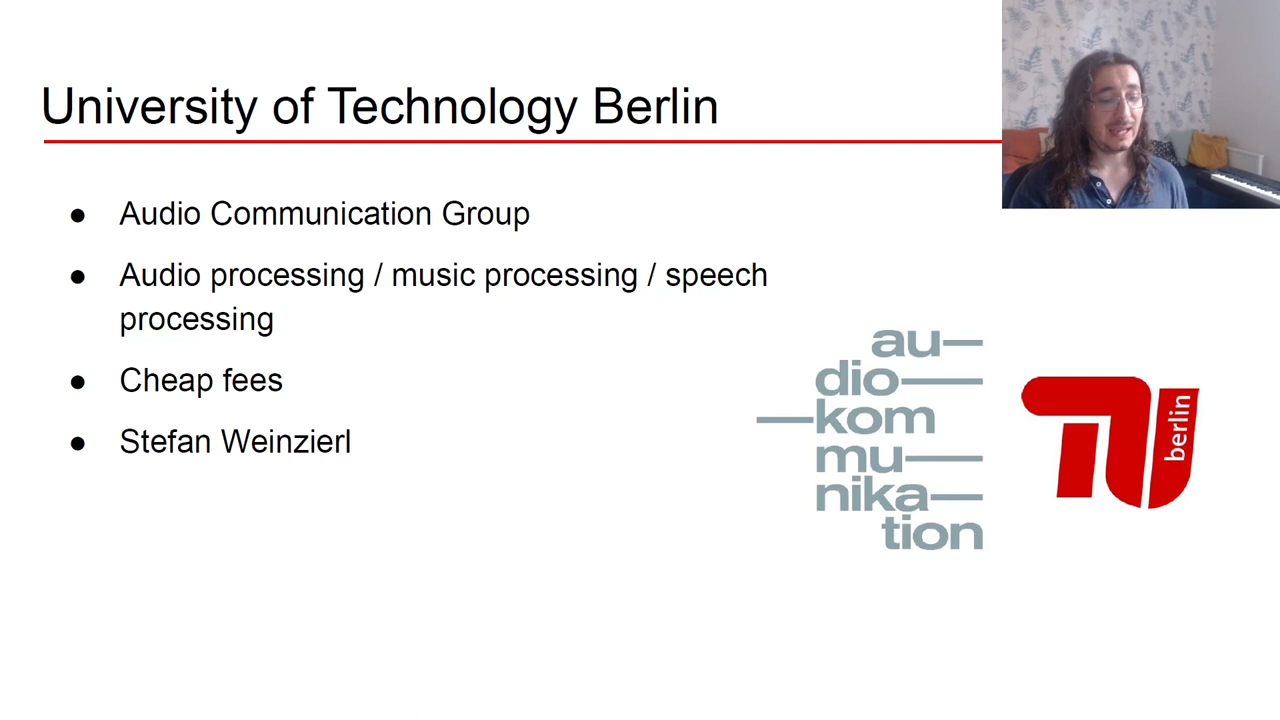 University of Technology Berlin
● Audio Communication Group
● Audio processing / music processing / speech
processing
● Cheap fees
● Stefan Weinzierl
au—
dio—
—kom
mu—
nika—
tion
TU
berlin